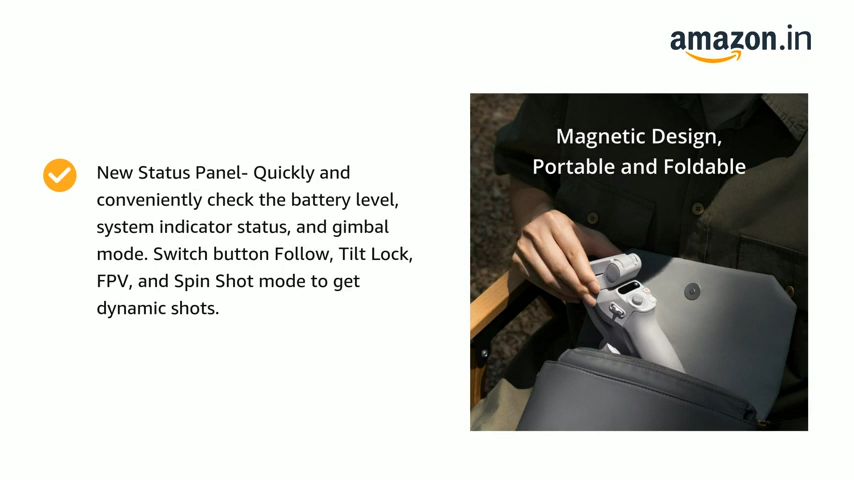 amazon.in
Magnetic Design,
Portable and Foldable
New Status Panel- Quickly and
conveniently check the battery level,
system indicator status, and gimbal
mode. Switch button Follow, Tilt Lock,
FPV, and Spin Shot mode to get
dynamic shots.